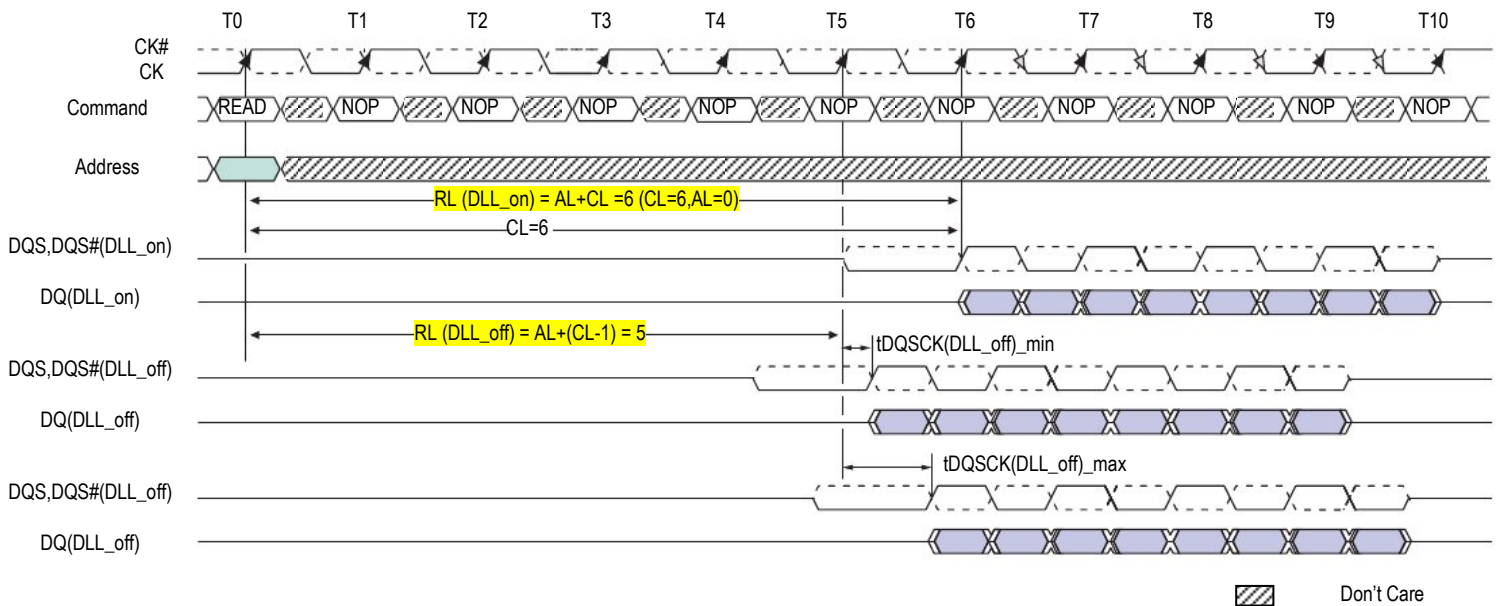 T0 T1 T2 T3 T4 T5 T6 T7 T8 T9 T10
CK#
CK
Command READ NOP NOP NOP NOP NOP NOP NOP NOP NOP NOP
Address
RL (DLL_on) = AL+CL =6 (CL=6,AL=0)
CL=6
DQS,DQS#(DLL_on)
DQ(DLL_on)
RL (DLL_off) = AL+(CL-1) = 5
tDQSCK(DLL_off)_min
DQS,DQS#(DLL_off)
DQ(DLL_off)
tDQSCK(DLL_off)_max
DQS,DQS#(DLL_off)
DQ(DLL_off)
Don't Care